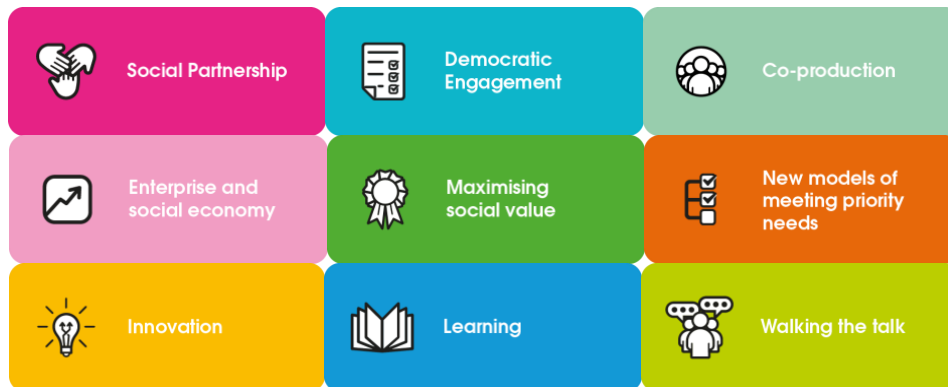 Social Partnership
Democratic
Engagement
Co-production
Enterprise and
social economy
Maximising
social value
New models of
meeting priority
needs
Innovation
Learning
Walking the talk